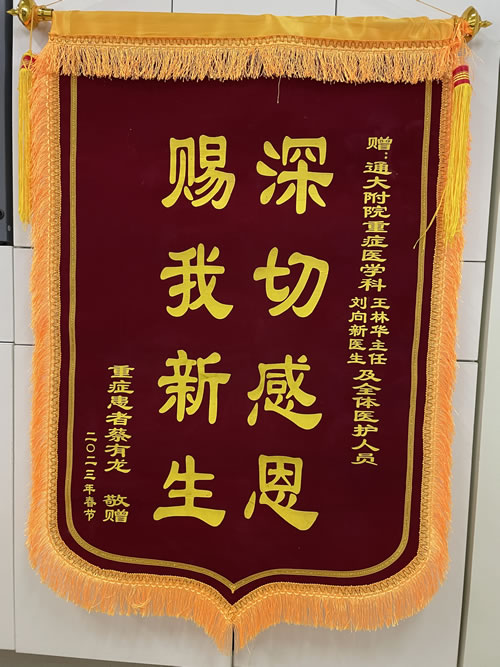 赠：通大附院重症医学科 王林华主任
刘向新医生 及全体医护人员
深切感恩
赐我新生
重症患者蔡有龙 敬赠
二〇二三年春节